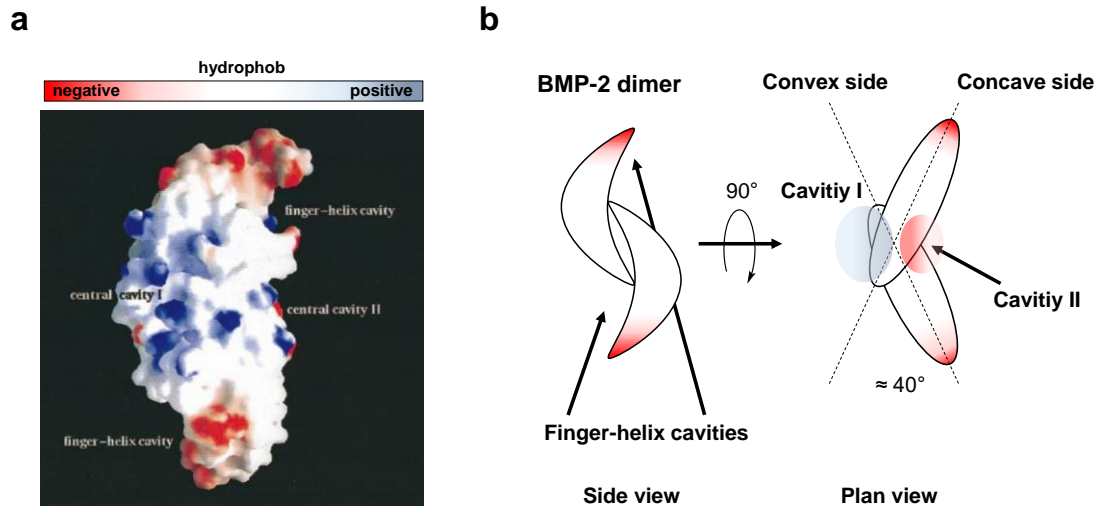 a
hydrophob
negative
positive
finger-helix cavity
central cavity I
central cavity II
finger-helix cavity
b
BMP-2 dimer
Convex side
Concave side
Cavitiy I
90°
Cavitiy II
≈ 40°
Finger-helix cavities
Side view
Plan view